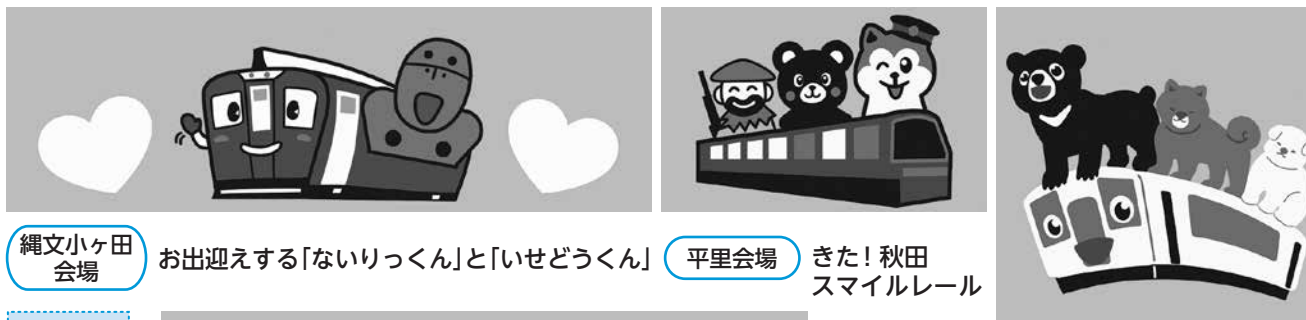 縄文小ヶ田
会場
お出迎えする「ないりっくん」と「いせどうくん」
平里会場
きた!秋田
スマイルレール